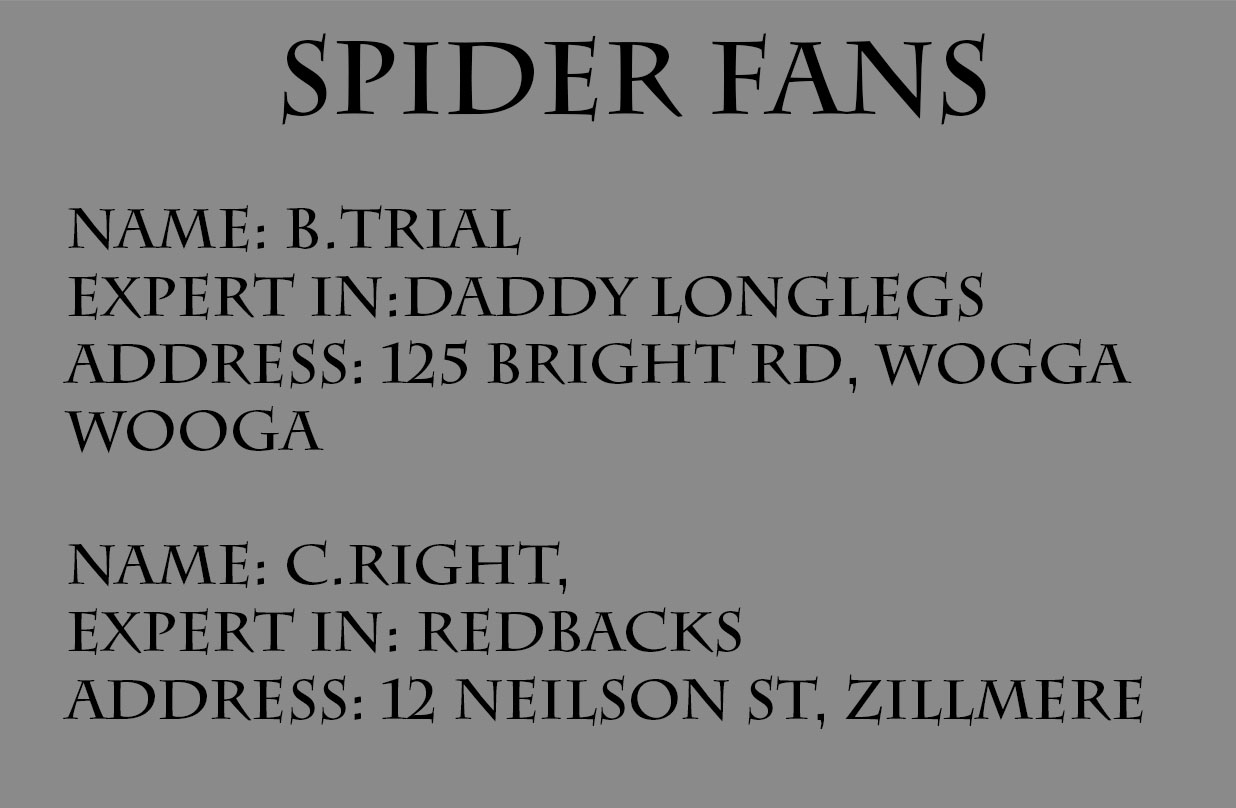 SPIDER FANS
NAME: B.TRIAL
EXPERT IN:DADDY LONGLEGS
ADDRESS: 125 BRIGHT RD, WOGGA
WOOGA
NAME: C.RIGHT,
EXPERT IN: REDBACKS
ADDRESS: 12 NEILSON ST, ZILLMERE